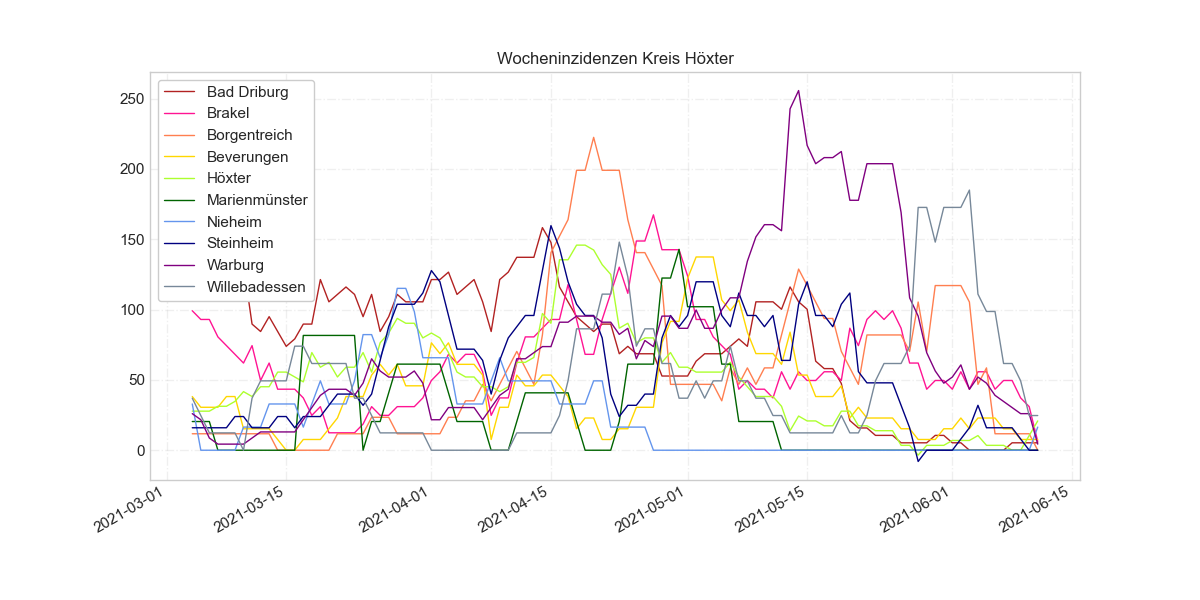 Wocheninzidenzen Kreis Höxter
250
200
150
100
50
0
Bad Driburg
Brakel
Borgentreich
Beverungen
Höxter
Marienmünster
Nieheim
Steinheim
Warburg
Willebadessen
2021-03-01
2021-03-15
2021-04-01
2021-04-15
2021-05-01
2021-05-15
2021-06-01
2021-06-15